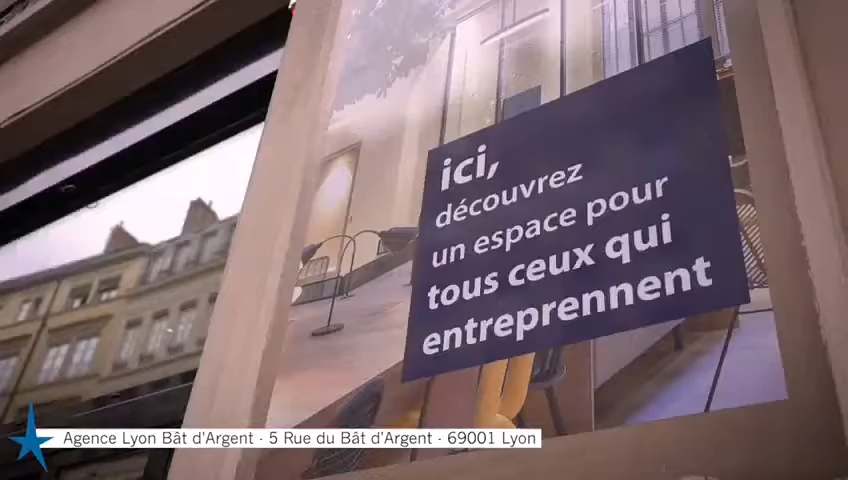 ici,
découvrez
un espace pour
tous ceux qui
entreprennent
Agence Lyon Bât d'Argent · 5 Rue du Bât d'Argent · 69001 Lyon